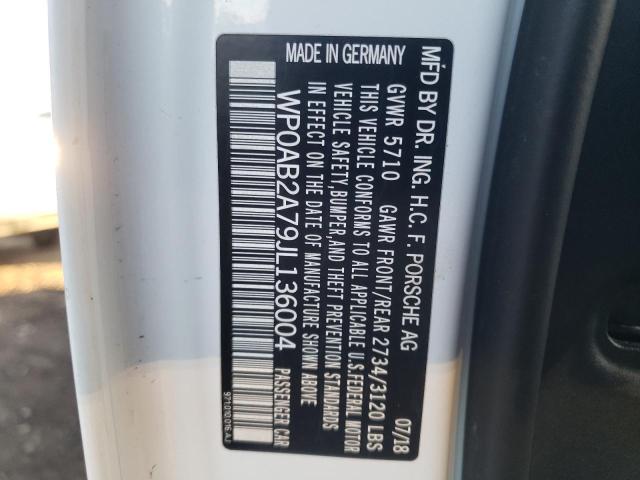 MFD BY DR. ING. H.C. F. PORSCHE AG 07/18
GVWR 5710 GAWR FRONT/REAR 2734/3120 LBS
THIS VEHICLE CONFORMS TO ALL APPLICABLE U.S.FEDERAL MOTOR
VEHICLE SAFETY,BUMPER,AND THEFT PREVENTION STANDARDS
IN EFFECT ON THE DATE OF MANUFACTURE SHOWN ABOVE
WP0AB2A79JL136004 PASSENGER CAR
MADE IN GERMANY